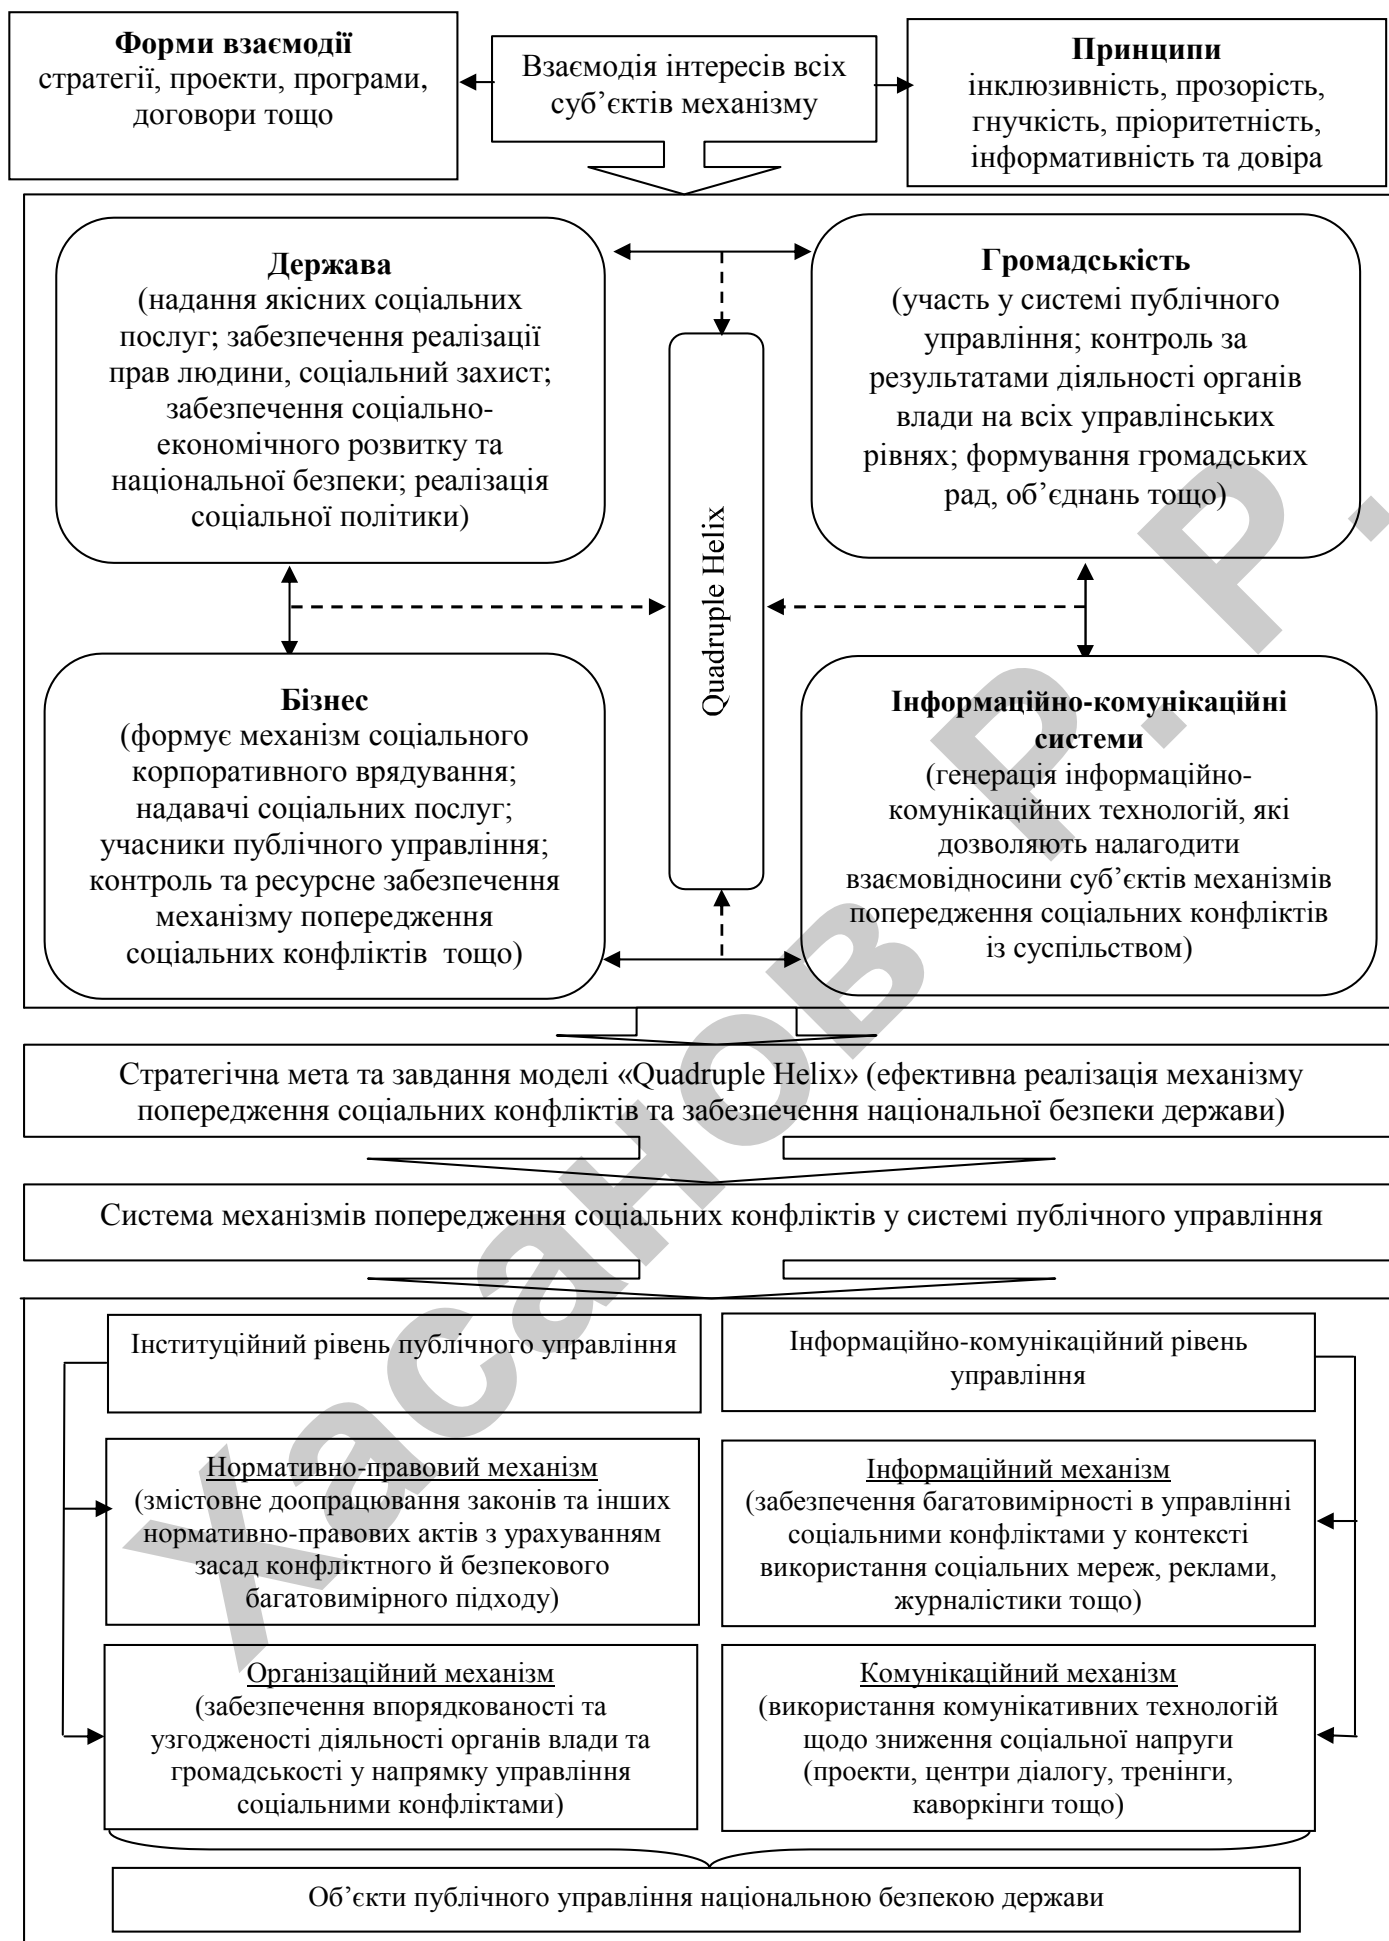 Форми взаємодії
стратегії, проекти, програми,
договори тощо
Взаємодія інтересів всіх
суб’єктів механізму
Принципи
інклюзивність, прозорість,
гнучкість, пріоритетність,
інформативність та довіра
Держава
(надання якісних соціальних
послуг; забезпечення реалізації
прав людини, соціальний захист;
забезпечення соціально-
економічного розвитку та
національної безпеки; реалізація
соціальної політики)
Громадськість
(участь у системі публічного
управління; контроль за
результатами діяльності органів
влади на всіх управлінських
рівнях; формування громадських
рад, об’єднань тощо)
Quadruple Helix
Бізнес
(формує механізм соціального
корпоративного врядування;
надавачі соціальних послуг;
учасники публічного управління;
контроль та ресурсне забезпечення
механізму попередження
соціальних конфліктів тощо)
Інформаційно-комунікаційні
системи
(генерація інформаційно-
комунікаційних технологій, які
дозволяють налагодити
взаємовідносини суб’єктів механізмів
попередження соціальних конфліктів
із суспільством)
Стратегічна мета та завдання моделі «Quadruple Helix» (ефективна реалізація механізму
попередження соціальних конфліктів та забезпечення національної безпеки держави)
Система механізмів попередження соціальних конфліктів у системі публічного управління
Інституційний рівень публічного управління
Інформаційно-комунікаційний рівень
управління
Нормативно-правовий механізм
(змістовне доопрацювання законів та інших
нормативно-правових актів з урахуванням
засад конфліктного й безпекового
багатовимірного підходу)
Інформаційний механізм
(забезпечення багатовимірності в управлінні
соціальними конфліктами у контексті
використання соціальних мереж, реклами,
журналістики тощо)
Організаційний механізм
(забезпечення впорядкованості та
узгодженості діяльності органів влади та
громадськості у напрямку управління
соціальними конфліктами)
Комунікаційний механізм
(використання комунікативних технологій
щодо зниження соціальної напруги
(проекти, центри діалогу, тренінги,
каворкінги тощо)
Об’єкти публічного управління національною безпекою держави
Хасанов Р. Р.